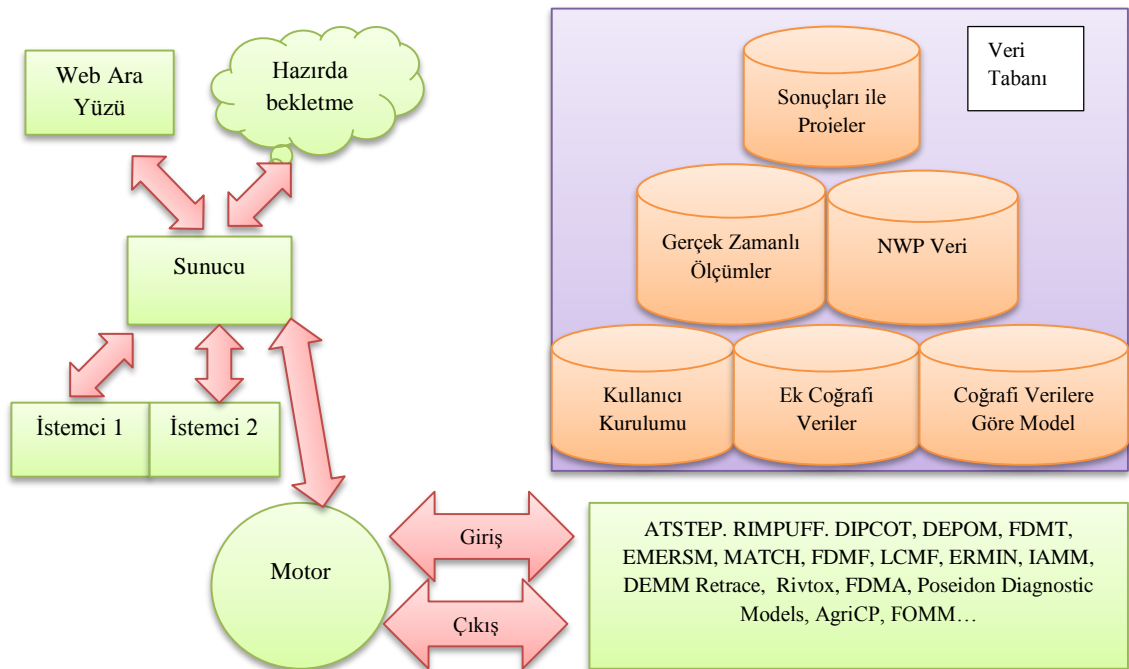 Web Ara
Yüzü
Hazırda
bekletme
Sunucu
İstemci 1
İstemci 2
Motor
Veri
Tabanı
Sonuçları ile
Projeler
Gerçek Zamanlı
Ölçümler
NWP Veri
Kullanıcı
Kurulumu
Ek Coğrafi
Veriler
Coğrafi Verilere
Göre Model
Giriş
Çıkış
ATSTEP. RIMPUFF. DIPCOT, DEPOM, FDMT,
EMERSM, MATCH, FDMF, LCMF, ERMIN, IAMM,
DEMM Retrace, Rivtox, FDMA, Poseidon Diagnostic
Models, AgriCP, FOMM…